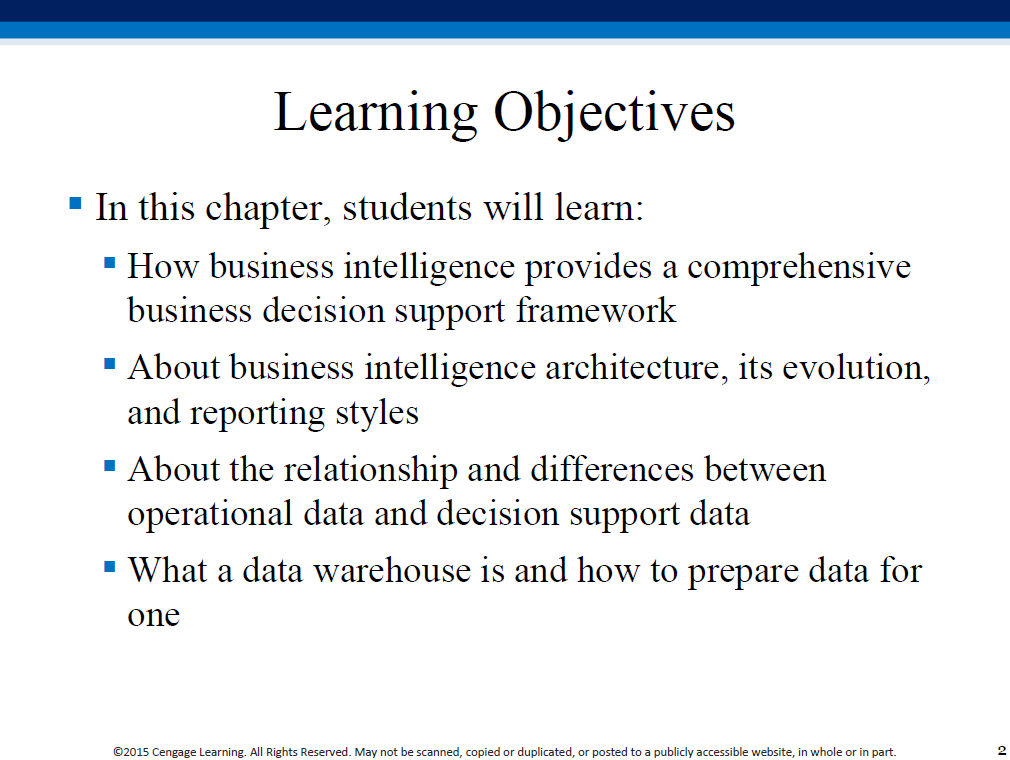 Learning Objectives
In this chapter, students will learn:
How business intelligence provides a comprehensive
business decision support framework
About business intelligence architecture, its evolution,
and reporting styles
About the relationship and differences between
operational data and decision support data
What a data warehouse is and how to prepare data for
one
©2015 Cengage Learning. All Rights Reserved. May not be scanned, copied or duplicated, or posted to a publicly accessible website, in whole or in part.
2